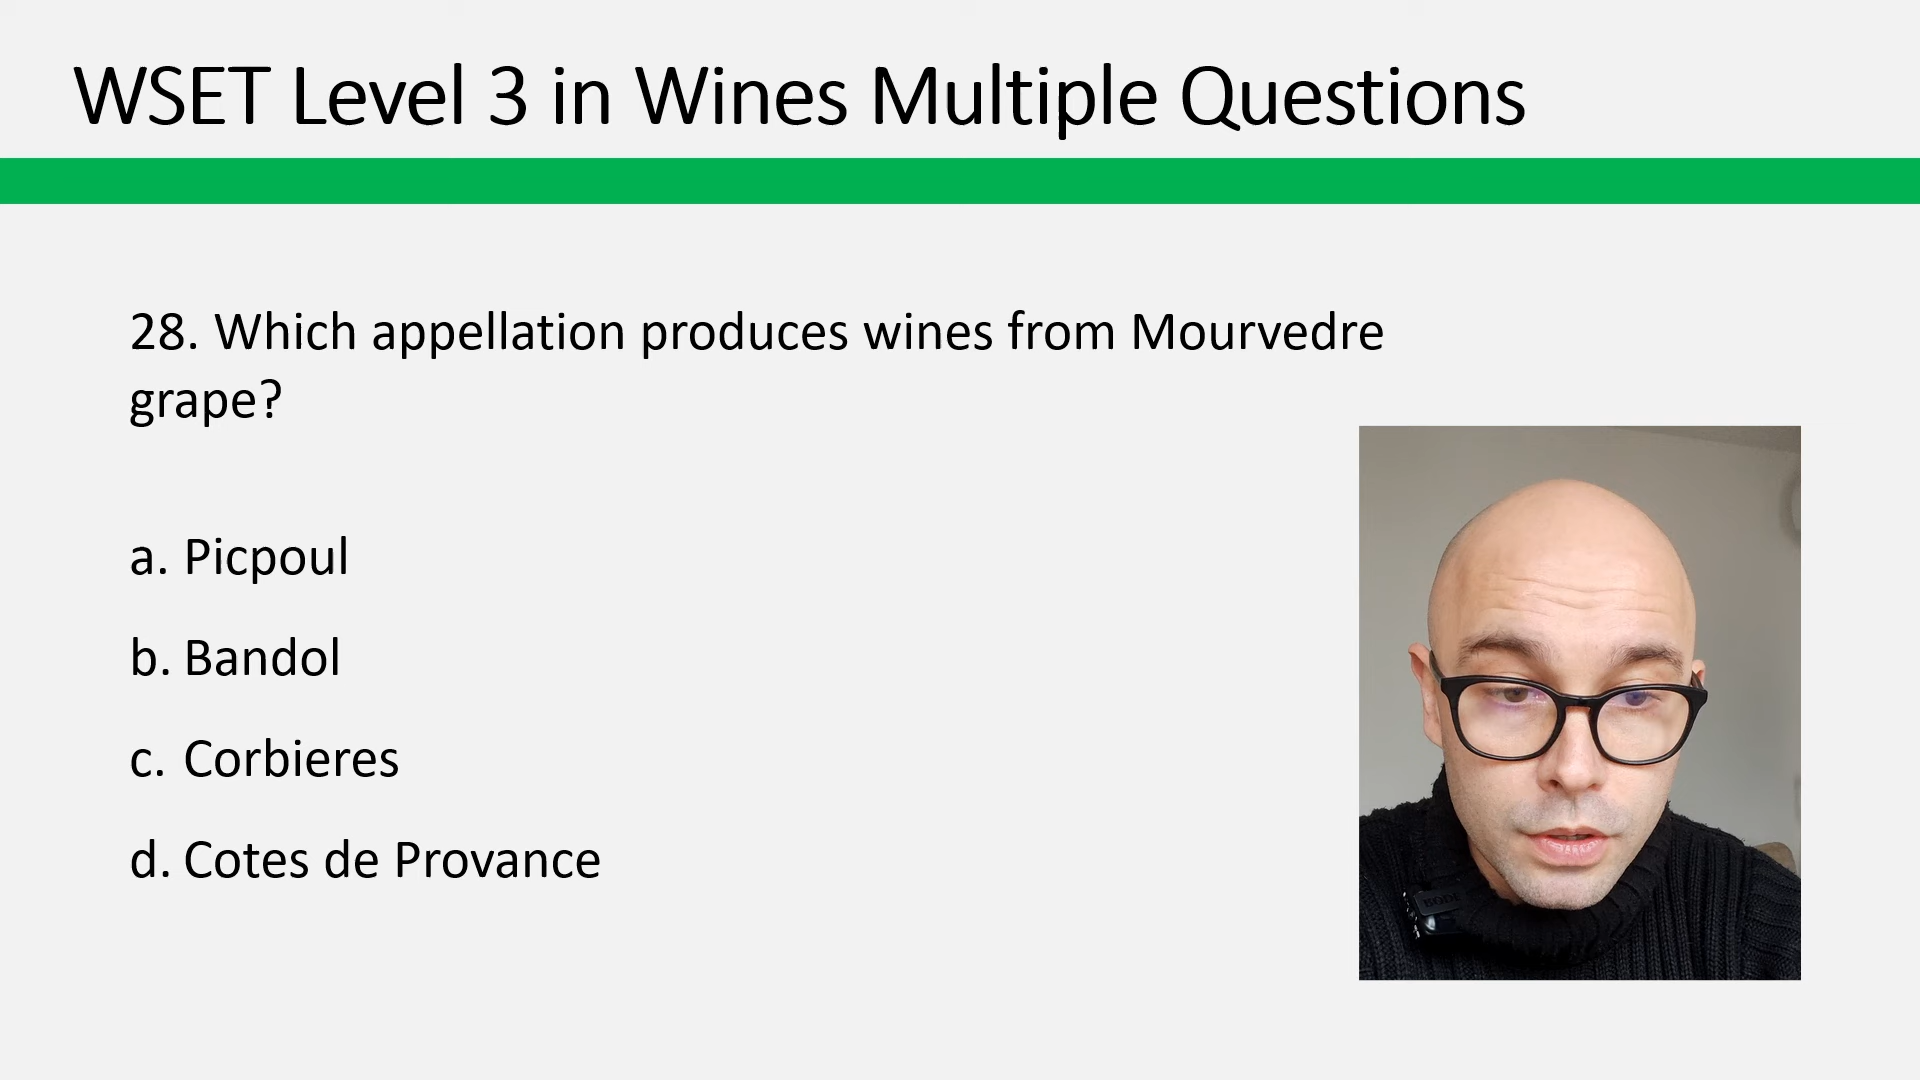 WSET Level 3 in Wines Multiple Questions
28. Which appellation produces wines from Mourvedre
grape?
a. Picpoul
b. Bandol
c. Corbieres
d. Cotes de Provance